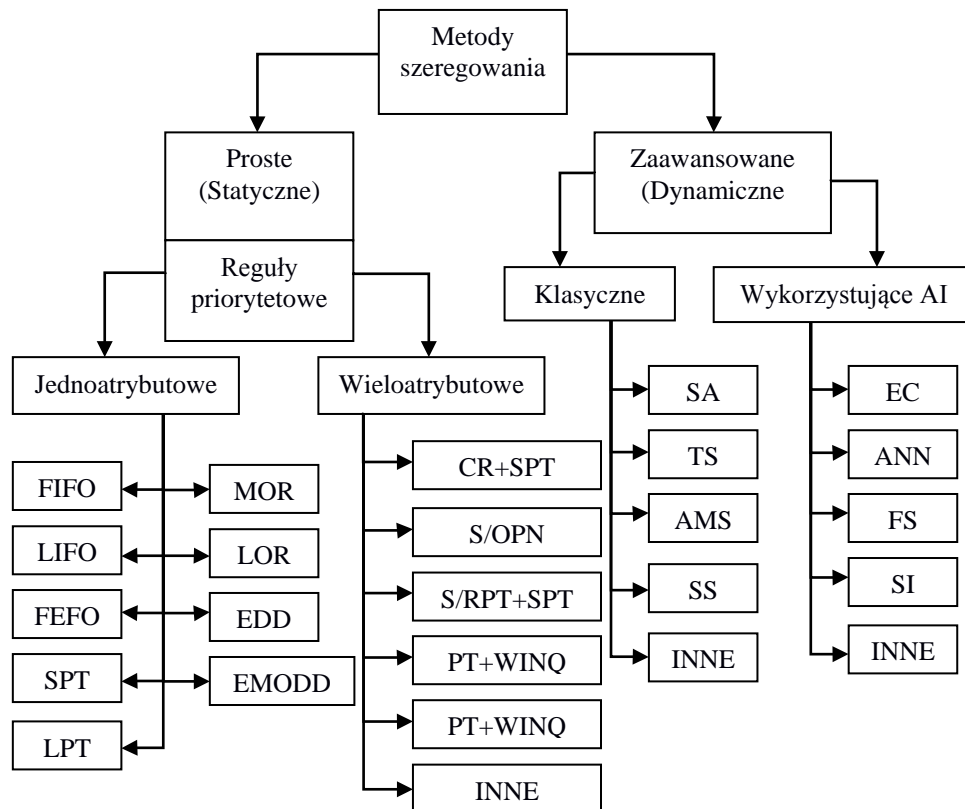 Metody
szeregowania
Proste
(Statyczne)
Zaawansowane
(Dynamiczne
Reguły
priorytetowe
Klasyczne
Wykorzystujące AI
Jednoatrybutowe
Wieloatrybutowe
FIFO
LIFO
FEFO
SPT
LPT
MOR
LOR
EDD
EMODD
CR+SPT
S/OPN
S/RPT+SPT
PT+WINQ
PT+WINQ
INNE
SA
TS
AMS
SS
INNE
EC
ANN
FS
SI
INNE